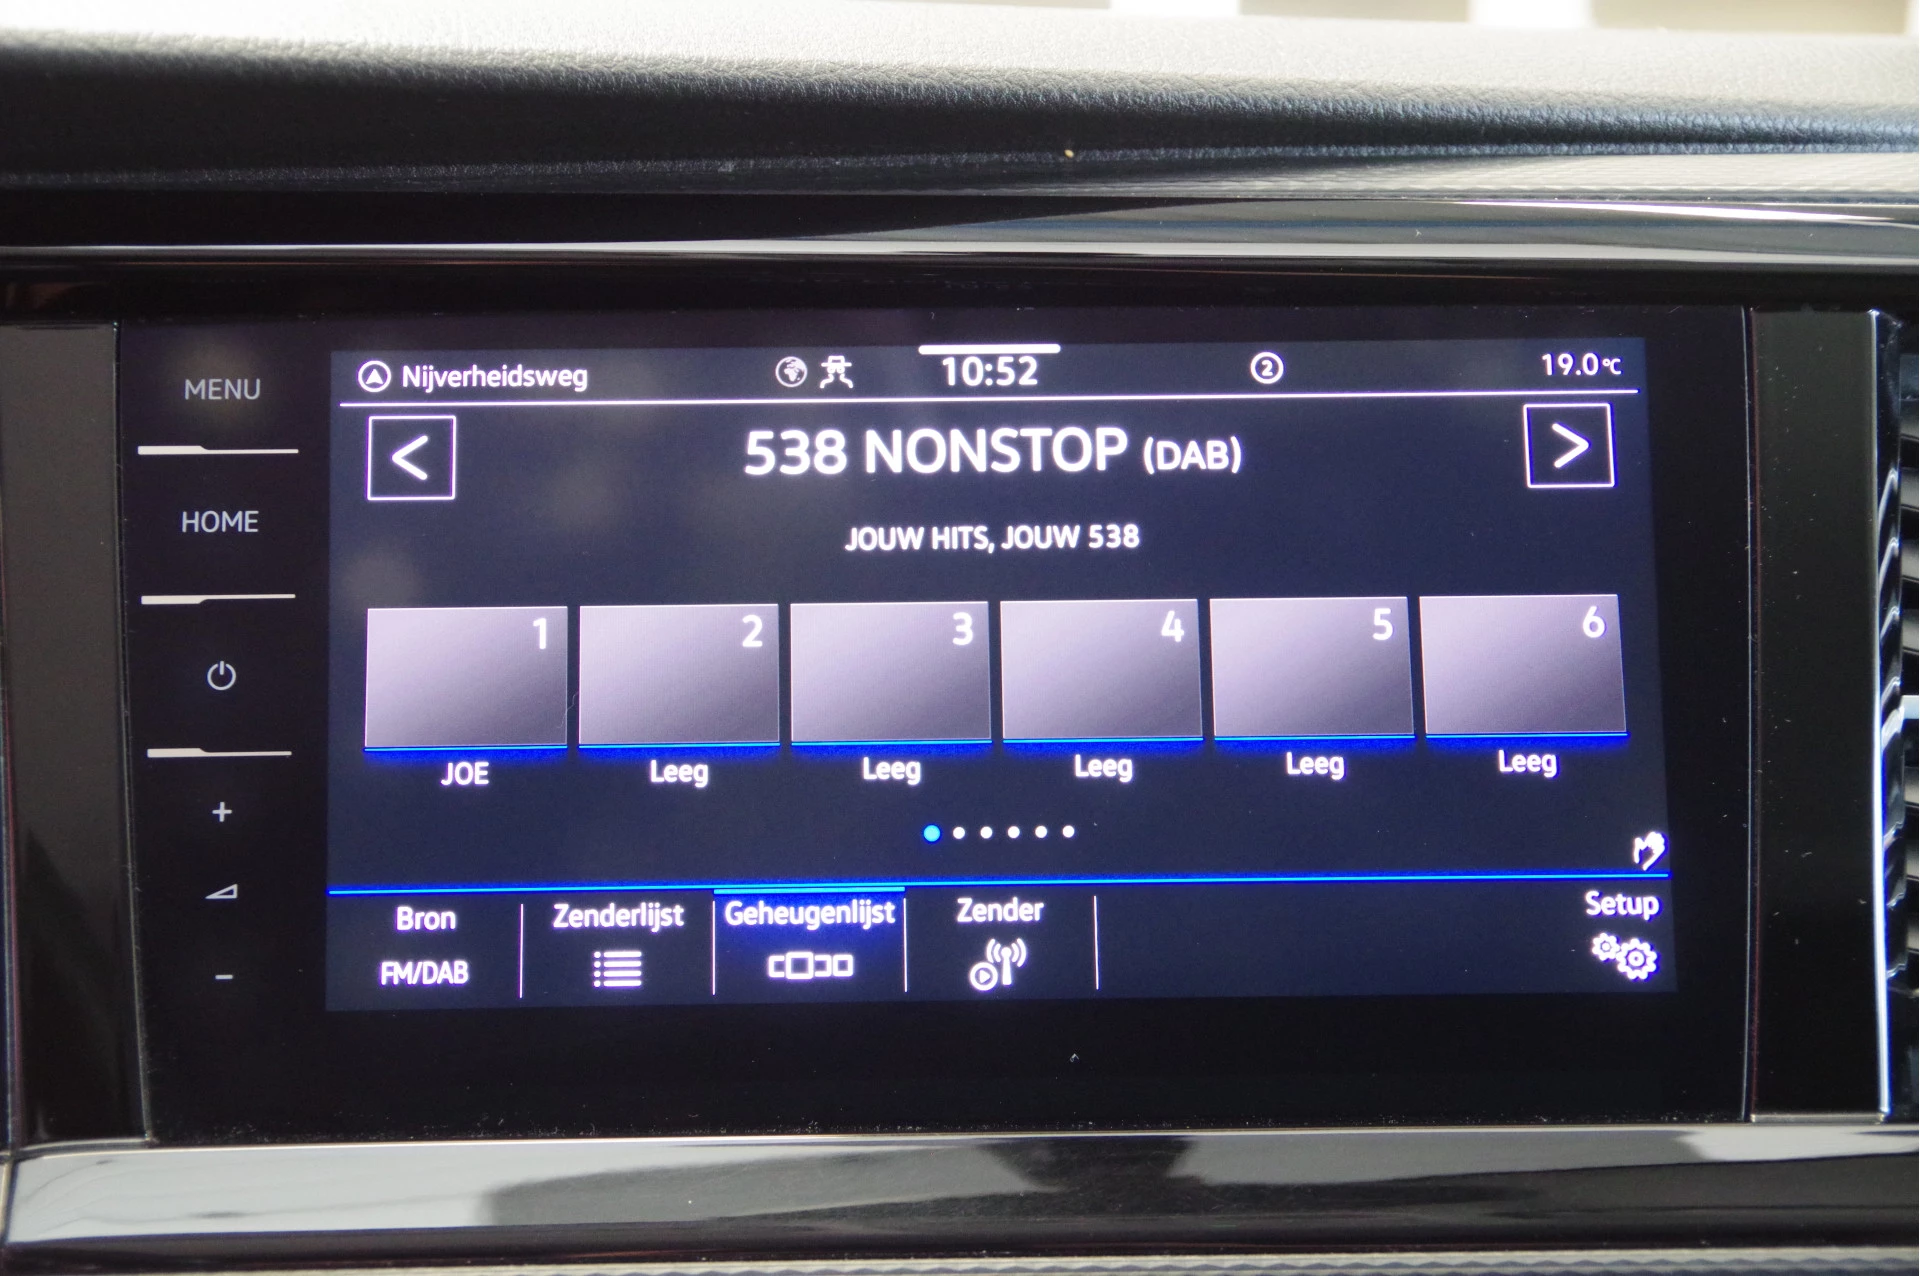 MENU
HOME
Nijverheidsweg
10:52
2
19.0°C
<
538 NONSTOP (DAB)
>
JOUW HITS, JOUW 538
1
2
3
4
5
6
JOE
Leeg
Leeg
Leeg
Leeg
Leeg
+
-
Bron
FM/DAB
Zenderlijst
Geheugenlijst
Zender
Setup